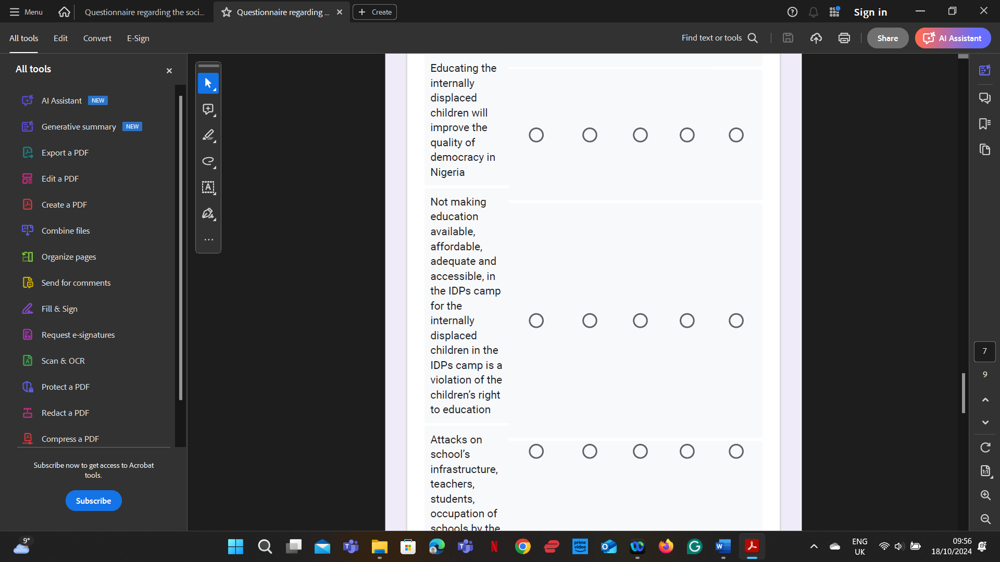 Menu
Questionnaire regarding the soci...
Questionnaire regarding ...
Create
Sign in
All tools
Edit
Convert
E-Sign
Find text or tools
Share
AI Assistant
All tools
AI Assistant NEW
Generative summary NEW
Export a PDF
Edit a PDF
Create a PDF
Combine files
Organize pages
Send for comments
Fill & Sign
Request e-signatures
Scan & OCR
Protect a PDF
Redact a PDF
Compress a PDF
Subscribe now to get access to Acrobat
tools.
Subscribe
Educating the
internally
displaced
children will
improve the
quality of
democracy in
Nigeria
Not making
education
available,
affordable,
adequate and
accessible, in
the IDPs camp
for the
internally
displaced
children in the
IDPs camp is a
violation of the
children’s right
to education
Attacks on
school’s
infrastructure,
teachers,
students,
occupation of
schools by the
7
9
9°
prime
video
ENG
UK
09:56
18/10/2024